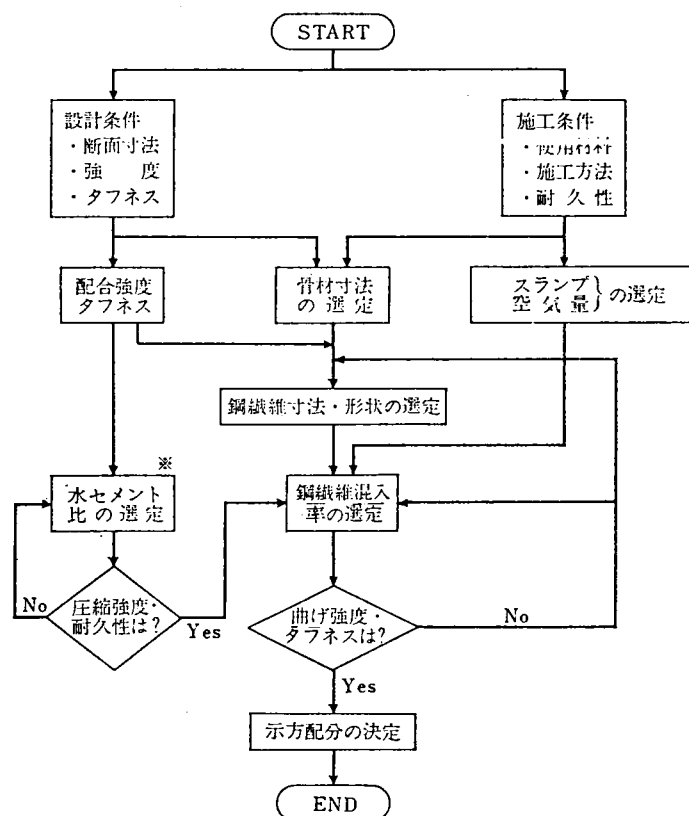 START
設計条件
・断面寸法
・強　　度
・タフネス
施工条件
・使用材料
・施工方法
・耐 久 性
配合強度
タフネス
骨材寸法
の 選 定
スランプ
空 気 量
の選定
鋼繊維寸法・形状の選定
※
水セメント
比 の 選 定
鋼繊維混入
率の選定
No
圧縮強度・
耐久性は?
Yes
曲げ強度・
タフネスは?
No
Yes
示方配分の決定
END